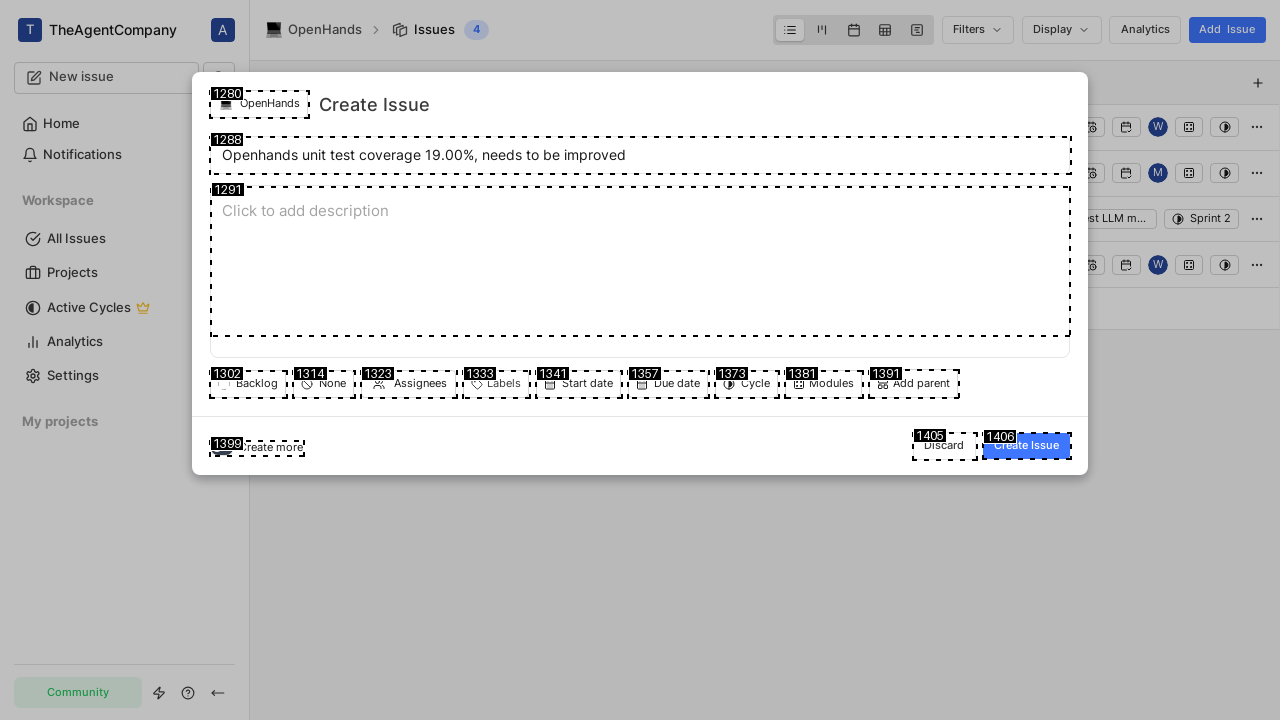 T TheAgentCompany A
OpenHands Issues 4
Filters Display Analytics Add Issue
New issue
Home
Notifications
Workspace
All Issues
Projects
Active Cycles
Analytics
Settings
My projects
Community
W
M
est LLM m... Sprint 2
W
1280 OpenHands Create Issue
1288
Openhands unit test coverage 19.00%, needs to be improved
1291
Click to add description
1302 1314 1323 1333 1341 1357 1373 1381 1391
Backlog None Assignees Labels Start date Due date Cycle Modules Add parent
1399 1405 1406
Create more Discard Create Issue